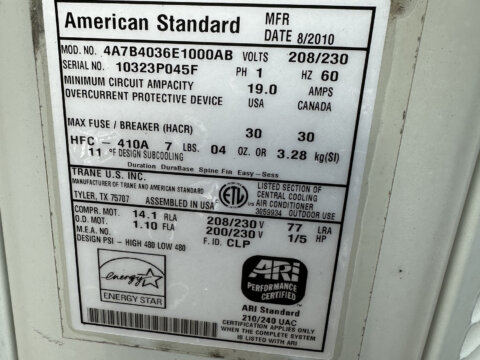 American Standard MFR
DATE 8/2010
MOD. NO. 4A7B4036E1000AB VOLTS 208/230
SERIAL NO. 10323P045F PH 1 HZ 60
MINIMUM CIRCUIT AMPACITY 19.0 AMPS
OVERCURRENT PROTECTIVE DEVICE USA CANADA
MAX FUSE / BREAKER (HACR) 30 30
HFC - 410A 7 LBS. 04 OZ. OR 3.28 kg(SI)
11 °F DESIGN SUBCOOLING
Duration DuraBase Spine Fin Easy-Sess
TRANE U.S. INC.
MANUFACTURER OF TRANE AND AMERICAN STANDARD
TYLER, TX 75707 ASSEMBLED IN USA
ETL
LISTED SECTION OF
CENTRAL COOLING
AIR CONDITIONER
3059934 OUTDOOR USE
COMPR. MOT. 14.1 RLA 208/230 V 77 LRA
O.D. MOT. 1.10 FLA 200/230 V 1/5 HP
M.E.A. NO. F. ID. CLP
DESIGN PSI - HIGH 480 LOW 480
energy
ENERGY STAR
ARI
PERFORMANCE
CERTIFIED
ARI Standard
210/240 UAC
CERTIFICATION APPLIES ONLY
WHEN THE COMPLETE SYSTEM
IS LISTED WITH ARI